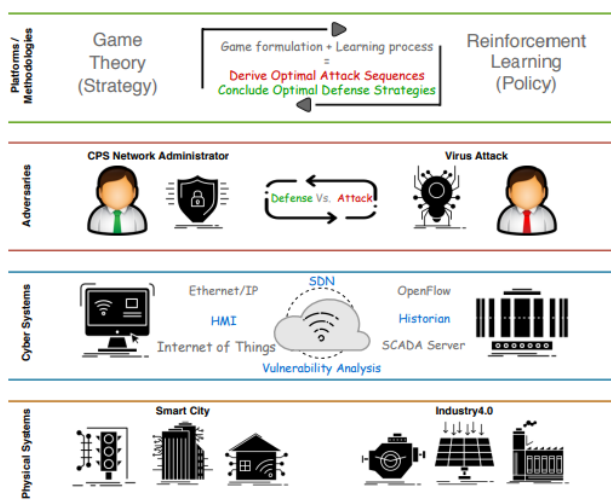 Platforms /
Methodologies
Game
Theory
(Strategy)
Game formulation + Learning process
=
Derive Optimal Attack Sequences
Conclude Optimal Defense Strategies
Reinforcement
Learning
(Policy)
Adversaries
CPS Network Administrator
Defense Vs. Attack
Virus Attack
Cyber Systems
Ethernet/IP
SDN
OpenFlow
HMI
Historian
Internet of Things
SCADA Server
Vulnerability Analysis
Physical Systems
Smart City
Industry4.0